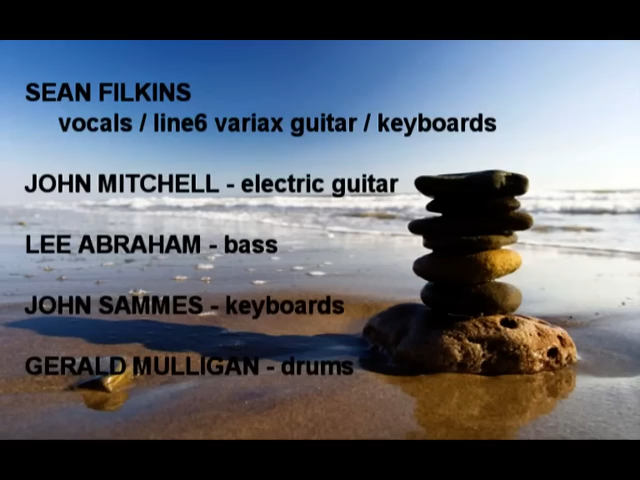 SEAN FILKINS
vocals / line6 variax guitar / keyboards
JOHN MITCHELL - electric guitar
LEE ABRAHAM - bass
JOHN SAMMES - keyboards
GERALD MULLIGAN - drums